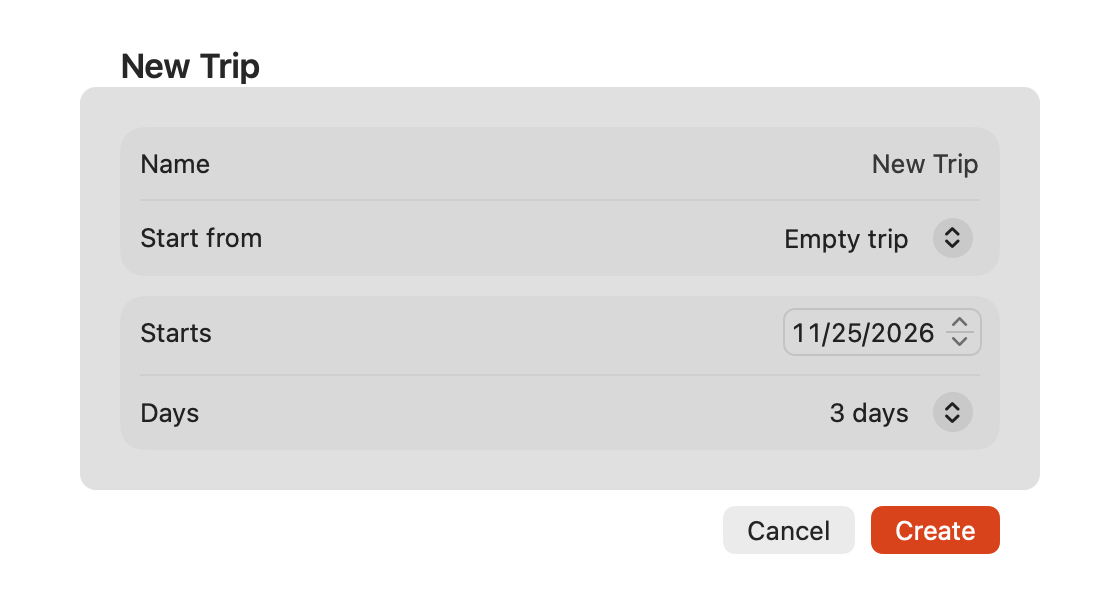 New Trip
Name New Trip
Start from Empty trip
Starts 11/25/2026
Days 3 days
Cancel Create